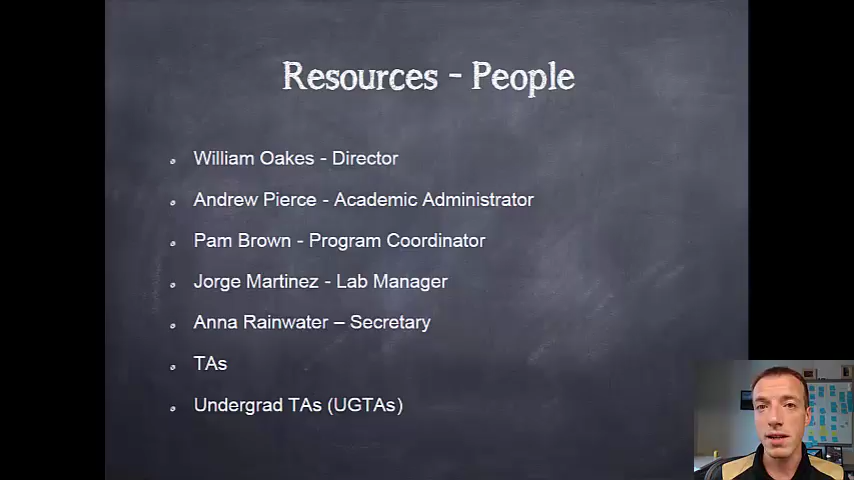 Resources - People
William Oakes - Director
Andrew Pierce - Academic Administrator
Pam Brown - Program Coordinator
Jorge Martinez - Lab Manager
Anna Rainwater – Secretary
TAs
Undergrad TAs (UGTAs)